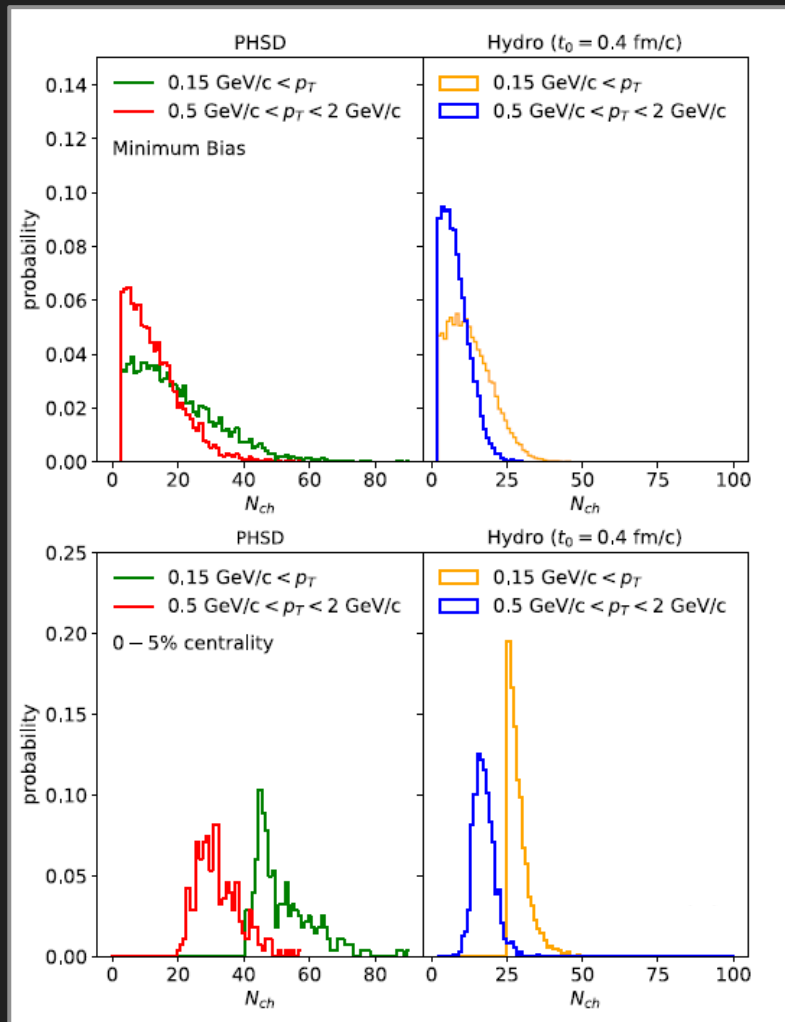 PHSD
Hydro (t₀ = 0.4 fm/c)
0.15 GeV/c < p_T
0.5 GeV/c < p_T < 2 GeV/c
Minimum Bias
0.15 GeV/c < p_T
0.5 GeV/c < p_T < 2 GeV/c
0.14
0.12
0.10
0.08
0.06
0.04
0.02
0.00
probability
0 20 40 60 80
0 25 50 75 100
N_ch
N_ch
PHSD
Hydro (t₀ = 0.4 fm/c)
0.15 GeV/c < p_T
0.5 GeV/c < p_T < 2 GeV/c
0 − 5% centrality
0.15 GeV/c < p_T
0.5 GeV/c < p_T < 2 GeV/c
0.25
0.20
0.15
0.10
0.05
0.00
probability
0 20 40 60 80
0 25 50 75 100
N_ch
N_ch